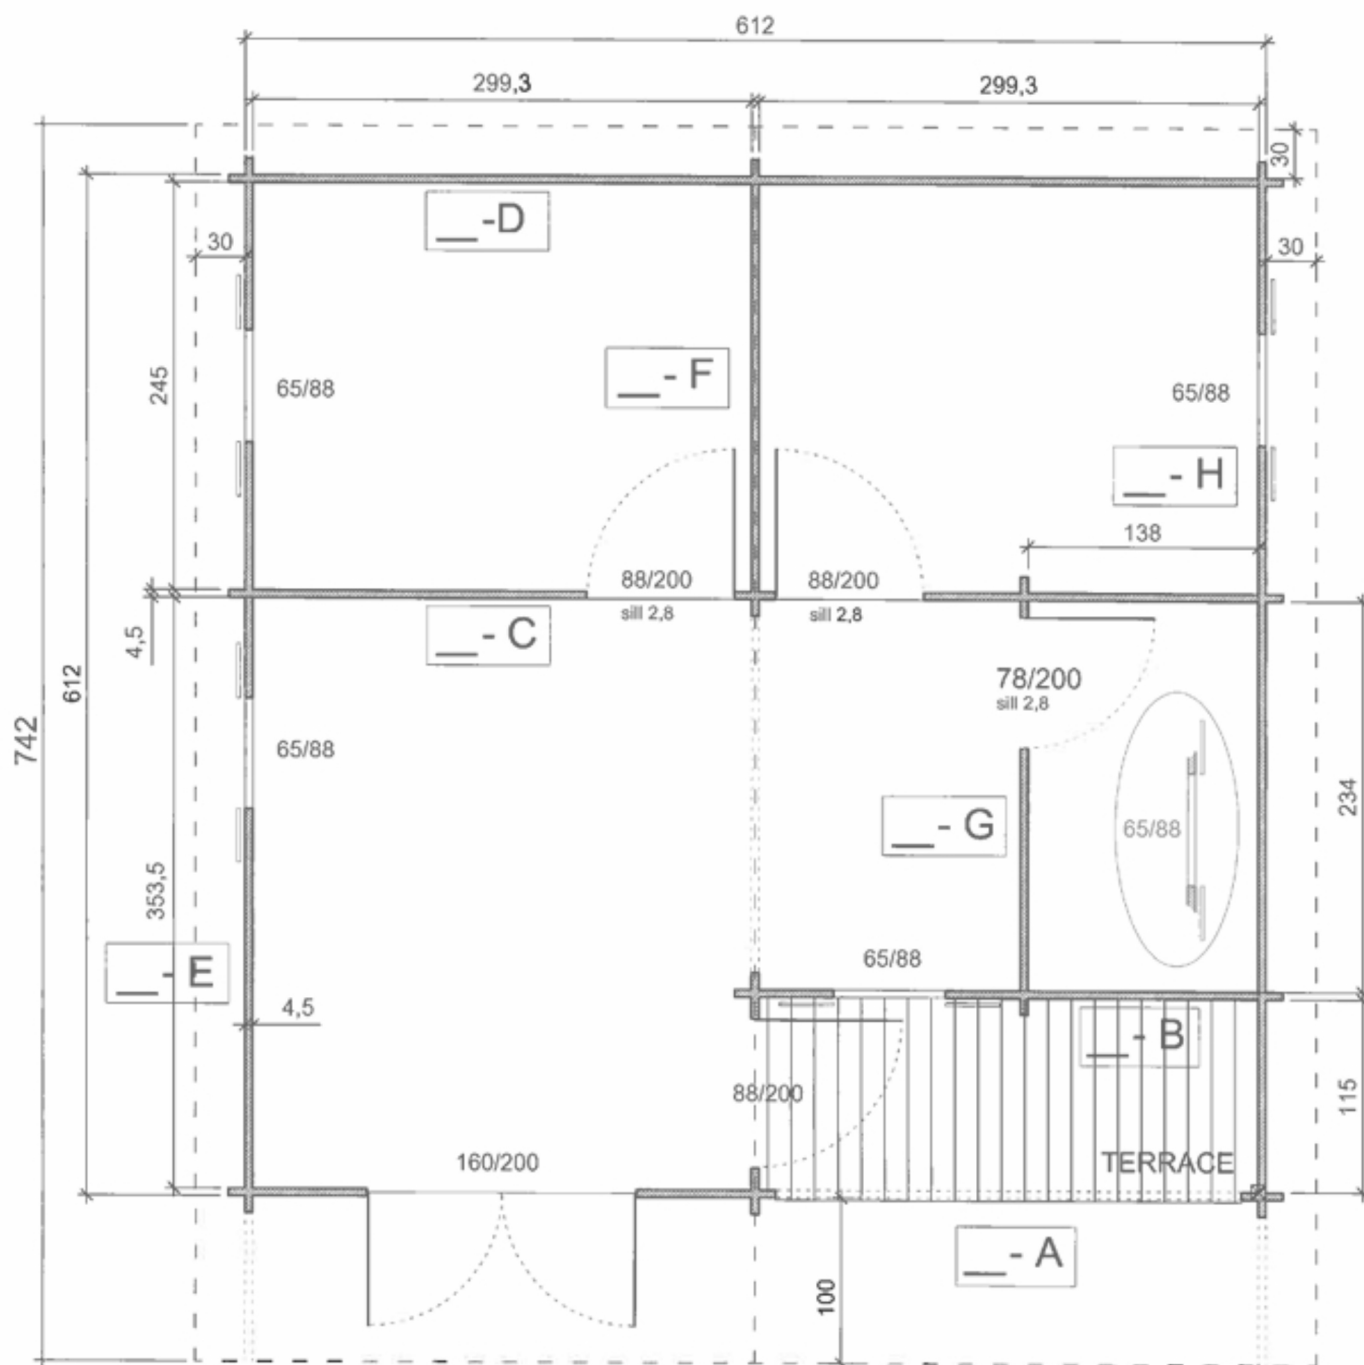 612
299,3
299,3
30
__-D
30
30
245
__- F
65/88
65/88
__- H
138
88/200
88/200
sill 2,8
sill 2,8
4,5
__- C
612
78/200
sill 2,8
742
65/88
__- G
65/88
234
353,5
65/88
__- E
4,5
__- B
88/200
115
160/200
TERRACE
__- A
100